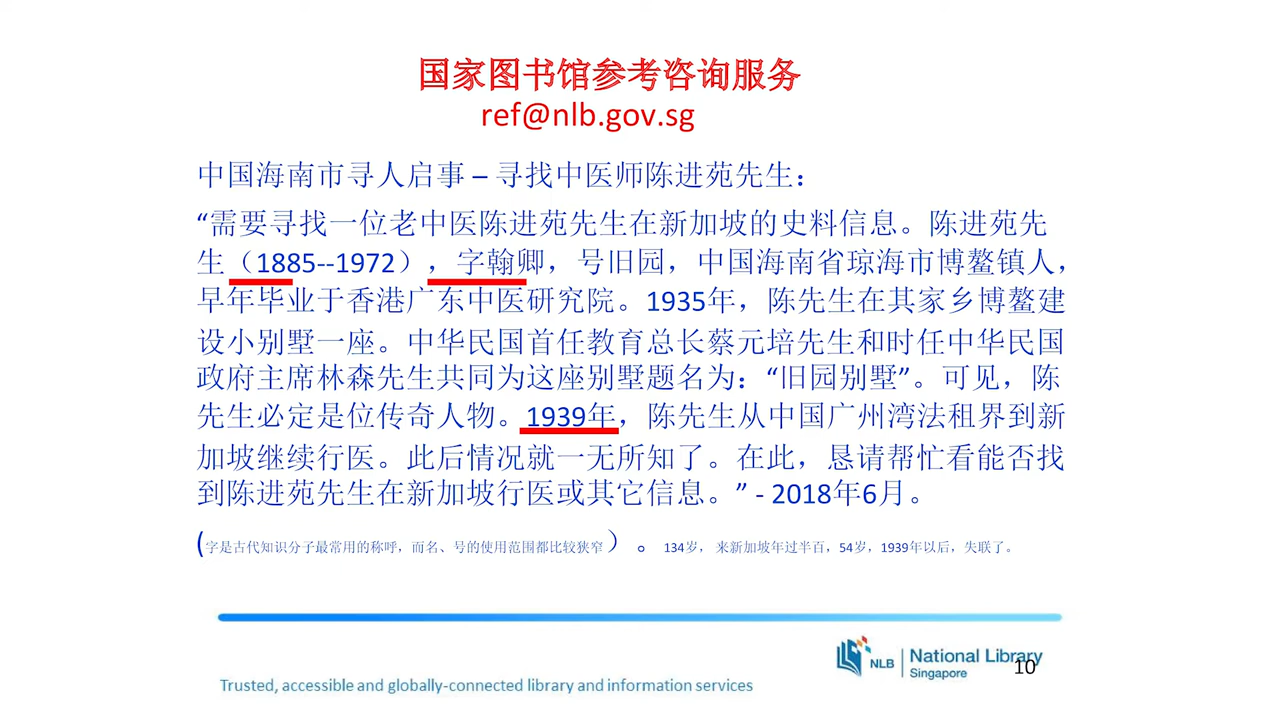 国家图书馆参考咨询服务
ref@nlb.gov.sg
中国海南市寻人启事 – 寻找中医师陈进苑先生：
“需要寻找一位老中医陈进苑先生在新加坡的史料信息。陈进苑先
生（1885--1972），字翰卿，号旧园，中国海南省琼海市博鳌镇人，
早年毕业于香港广东中医研究院。1935年，陈先生在其家乡博鳌建
设小别墅一座。中华民国首任教育总长蔡元培先生和时任中华民国
政府主席林森先生共同为这座别墅题名为：“旧园别墅”。可见，陈
先生必定是位传奇人物。1939年，陈先生从中国广州湾法租界到新
加坡继续行医。此后情况就一无所知了。在此，恳请帮忙看能否找
到陈进苑先生在新加坡行医或其它信息。” - 2018年6月。
(字是古代知识分子最常用的称呼，而名、号的使用范围都比较狭窄）。 134岁， 来新加坡年过半百，54岁，1939年以后，失联了。
NLB National Library
Singapore
10
Trusted, accessible and globally-connected library and information services